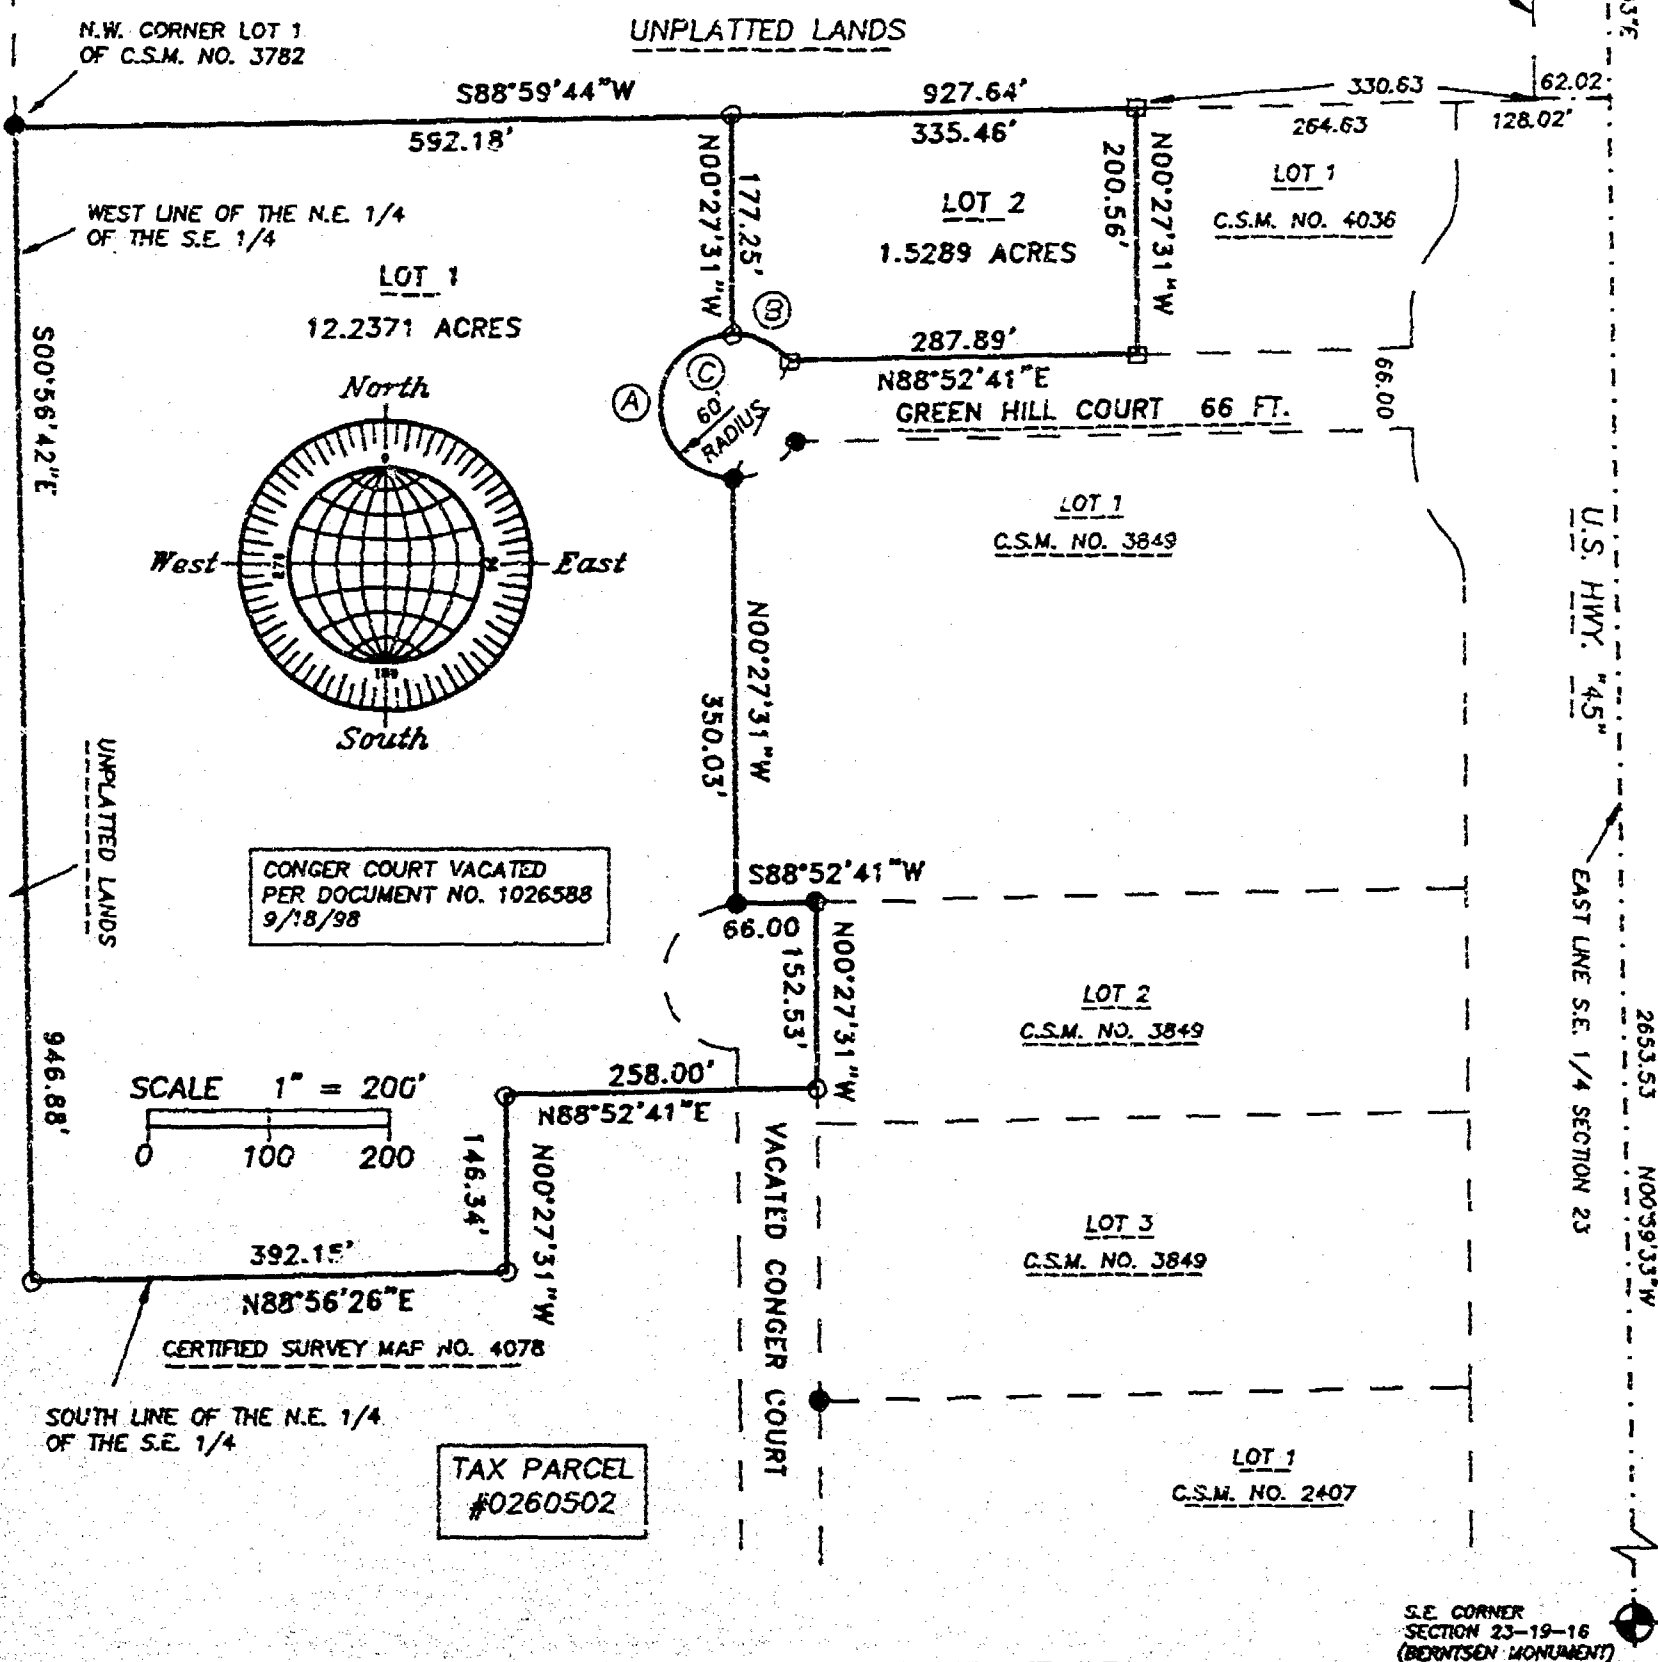 N.W. CORNER LOT 1
OF C.S.M. NO. 3782
UNPLATTED LANDS
S88°59'44"W
927.64'
330.63
62.02
592.18'
335.46'
264.63
128.02'
N00°27'31"W
177.25'
200.56'
N00°27'31"W
LOT 1
C.S.M. NO. 4036
WEST LINE OF THE N.E. 1/4
OF THE S.E. 1/4
LOT 2
1.5289 ACRES
LOT 1
12.2371 ACRES
S00°56'42"E
B
287.89'
N88°52'41"E
66.00
A
C
60'
RADIUS
GREEN HILL COURT 66 FT.
North
0
West
270
East
180
South
LOT 1
C.S.M. NO. 3849
U.S. HWY. "45"
N00°27'31"W
350.03'
UNPLATTED LANDS
CONGER COURT VACATED
PER DOCUMENT NO. 1026588
9/18/98
S88°52'41"W
66.00
152.53'
N00°27'31"W
EAST LINE S.E. 1/4 SECTION 23
2653.53 N00°39'33"W
LOT 2
C.S.M. NO. 3849
946.88'
SCALE 1" = 200'
0 100 200
258.00'
N88°52'41"E
146.34'
N00°27'31"W
VACATED CONGER COURT
LOT 3
C.S.M. NO. 3849
392.15'
N88°56'26"E
CERTIFIED SURVEY MAP NO. 4078
SOUTH LINE OF THE N.E. 1/4
OF THE S.E. 1/4
TAX PARCEL
#0260502
LOT 1
C.S.M. NO. 2407
S.E. CORNER
SECTION 23-19-16
(BERNTSEN MONUMENT)